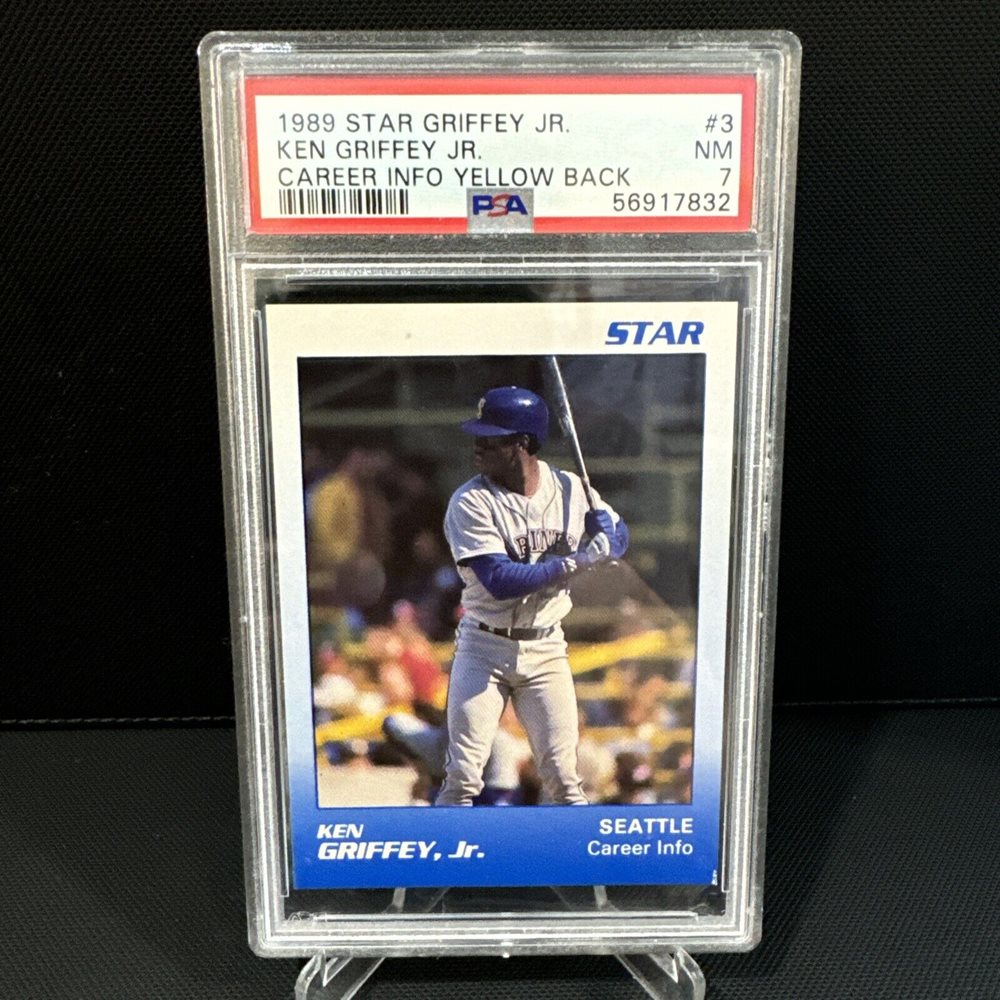 1989 STAR GRIFFEY JR. #3
KEN GRIFFEY JR. NM
CAREER INFO YELLOW BACK 7
PSA 56917832
STAR
KEN SEATTLE
GRIFFEY, Jr. Career Info